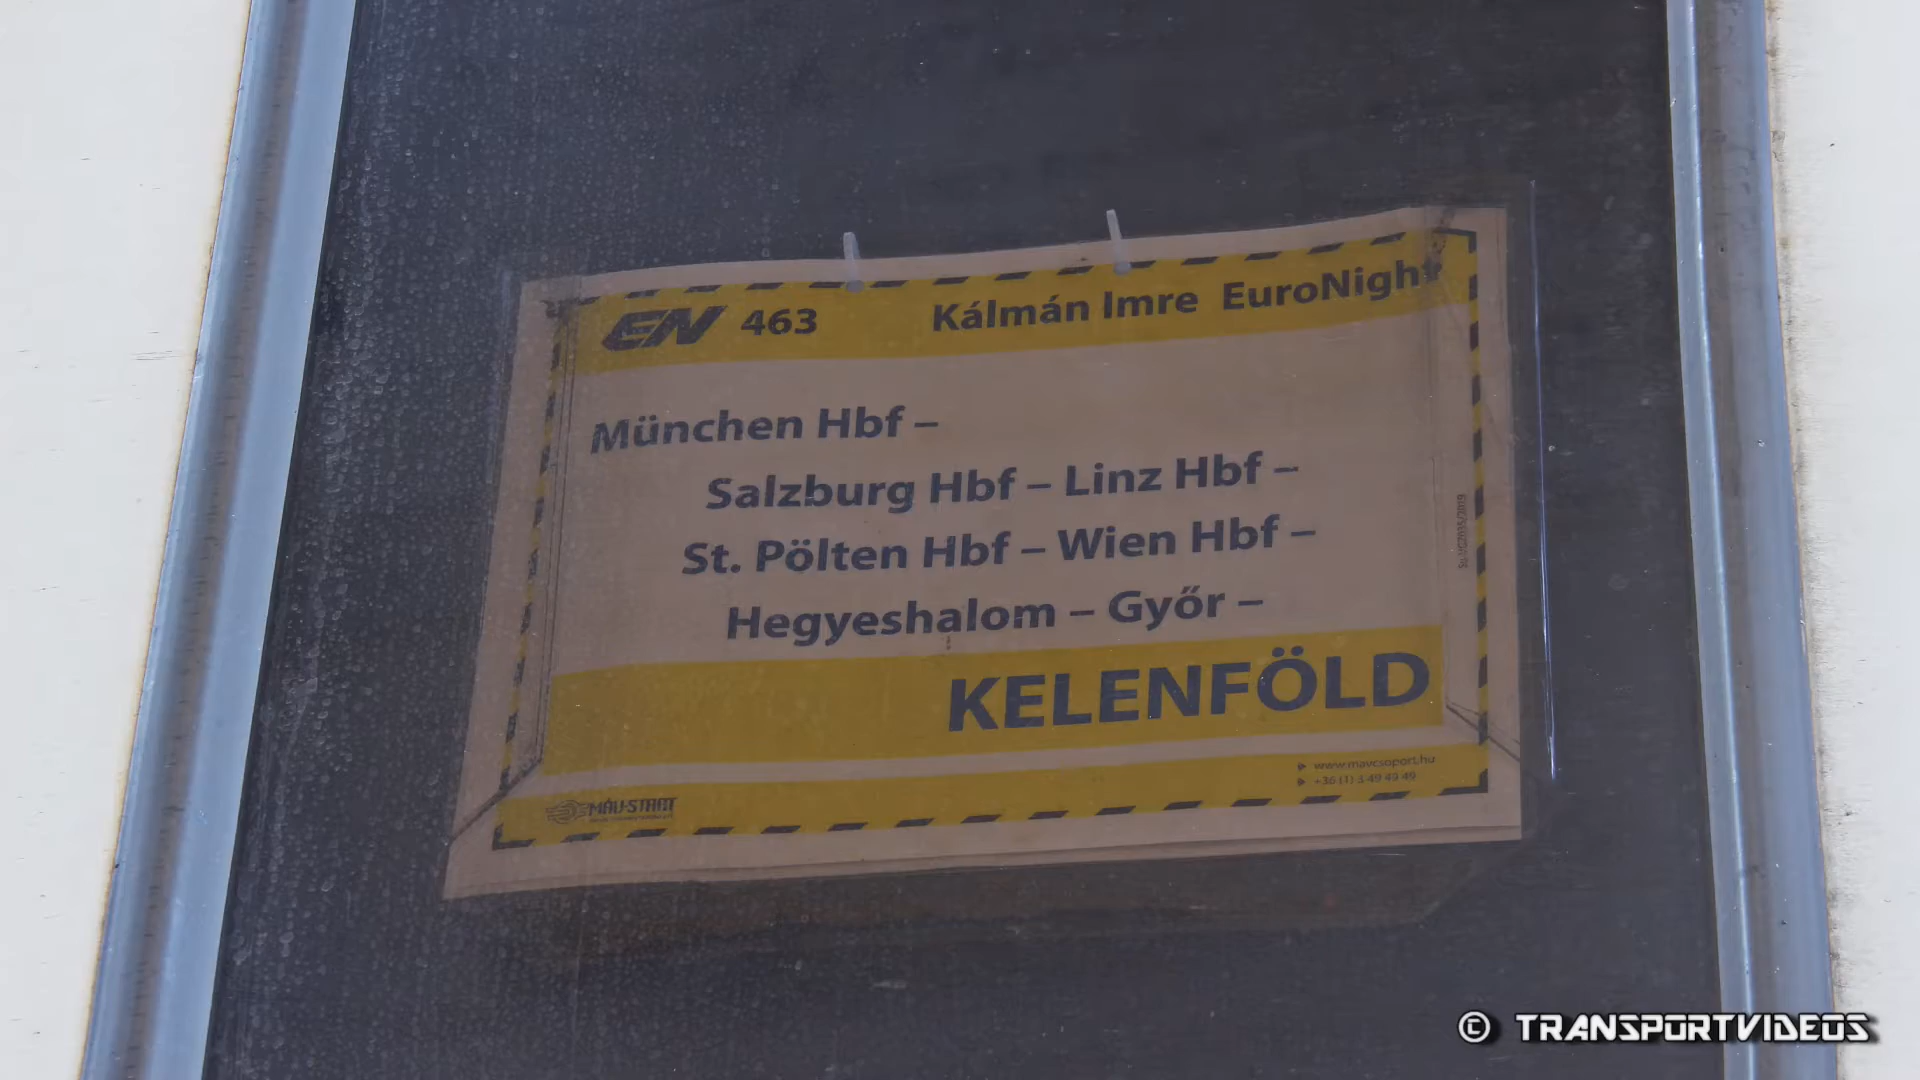 EN 463 Kálmán Imre EuroNight
München Hbf –
Salzburg Hbf – Linz Hbf –
St. Pölten Hbf – Wien Hbf –
Hegyeshalom – Győr –
KELENFÖLD
www.mavcsoport.hu
+36 (1) 3 49 49 49
MÁV-START
© TRANSPORTVIDEOS